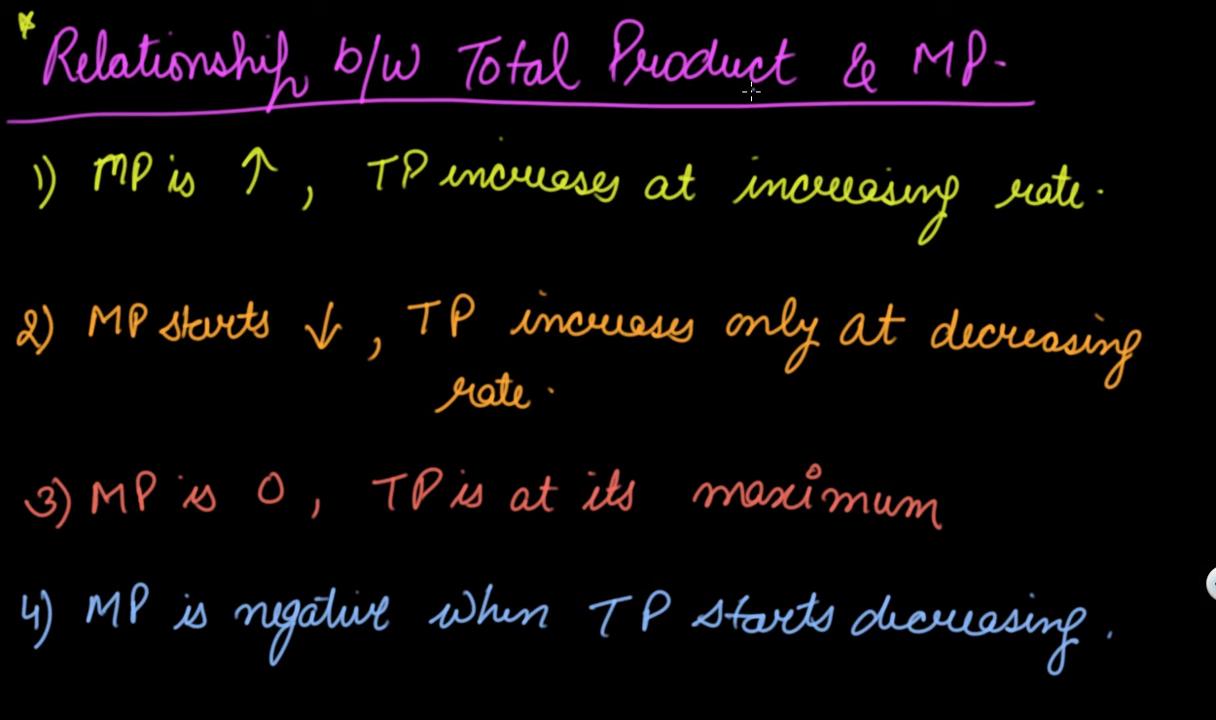 * Relationship b/w Total Product & MP.
1) MP is ↑, TP increases at increasing rate.
2) MP starts ↓, TP increases only at decreasing
rate.
3) MP is 0, TP is at its maximum
4) MP is negative when TP starts decreasing.